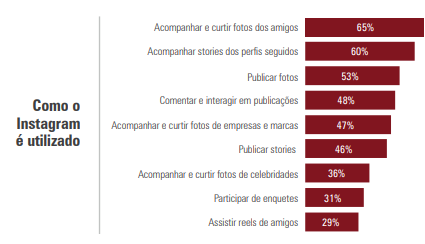 Como o
Instagram
é utilizado
Acompanhar e curtir fotos dos amigos 65%
Acompanhar stories dos perfis seguidos 60%
Publicar fotos 53%
Comentar e interagir em publicações 48%
Acompanhar e curtir fotos de empresas e marcas 47%
Publicar stories 46%
Acompanhar e curtir fotos de celebridades 36%
Participar de enquetes 31%
Assistir reels de amigos 29%